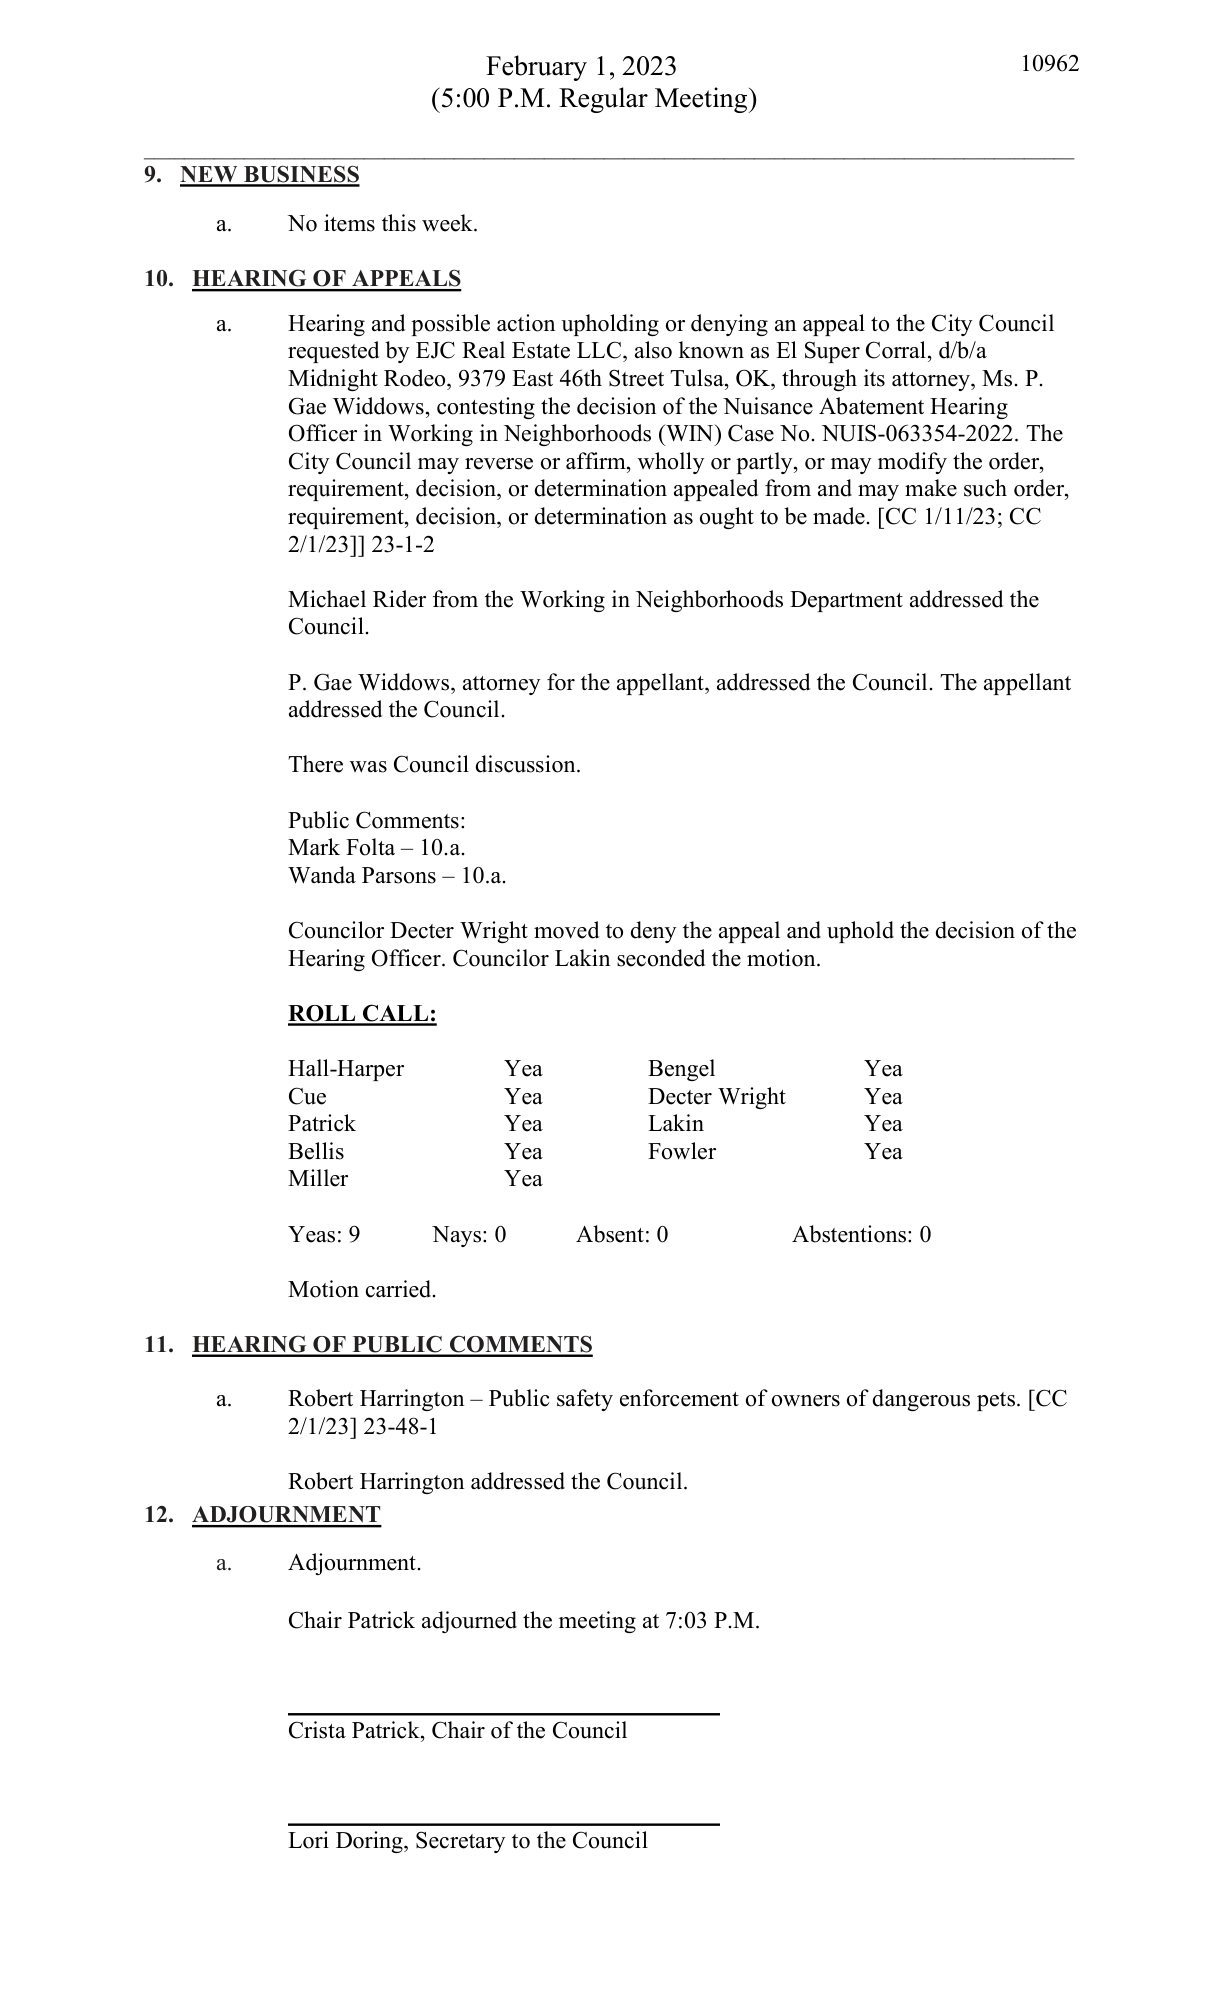 February 1, 2023
10962
(5:00 P.M. Regular Meeting)
9. NEW BUSINESS
a. No items this week.
10. HEARING OF APPEALS
a. Hearing and possible action upholding or denying an appeal to the City Council
requested by EJC Real Estate LLC, also known as El Super Corral, d/b/a
Midnight Rodeo, 9379 East 46th Street Tulsa, OK, through its attorney, Ms. P.
Gae Widdows, contesting the decision of the Nuisance Abatement Hearing
Officer in Working in Neighborhoods (WIN) Case No. NUIS-063354-2022. The
City Council may reverse or affirm, wholly or partly, or may modify the order,
requirement, decision, or determination appealed from and may make such order,
requirement, decision, or determination as ought to be made. [CC 1/11/23; CC
2/1/23]] 23-1-2
Michael Rider from the Working in Neighborhoods Department addressed the
Council.
P. Gae Widdows, attorney for the appellant, addressed the Council. The appellant
addressed the Council.
There was Council discussion.
Public Comments:
Mark Folta – 10.a.
Wanda Parsons – 10.a.
Councilor Decter Wright moved to deny the appeal and uphold the decision of the
Hearing Officer. Councilor Lakin seconded the motion.
ROLL CALL:
Hall-Harper Yea Bengel Yea
Cue Yea Decter Wright Yea
Patrick Yea Lakin Yea
Bellis Yea Fowler Yea
Miller Yea
Yeas: 9 Nays: 0 Absent: 0 Abstentions: 0
Motion carried.
11. HEARING OF PUBLIC COMMENTS
a. Robert Harrington – Public safety enforcement of owners of dangerous pets. [CC
2/1/23] 23-48-1
Robert Harrington addressed the Council.
12. ADJOURNMENT
a. Adjournment.
Chair Patrick adjourned the meeting at 7:03 P.M.
Crista Patrick, Chair of the Council
Lori Doring, Secretary to the Council